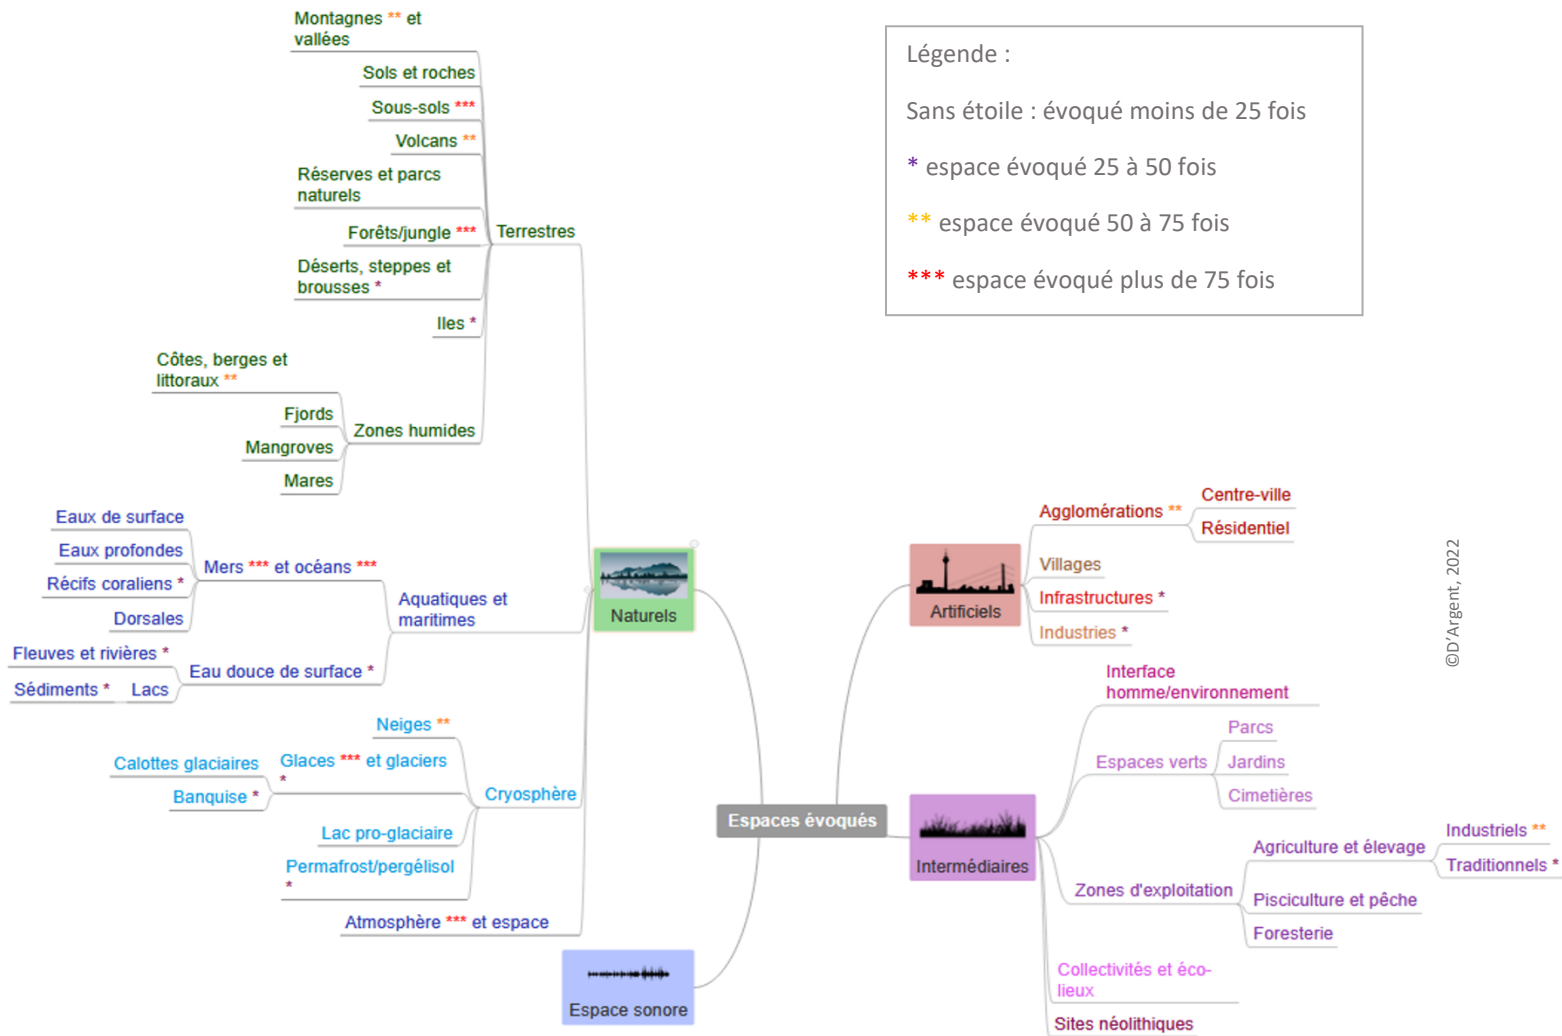 Montagnes ** et
vallées
Sols et roches
Sous-sols ***
Volcans **
Réserves et parcs
naturels
Forêts/jungle ***
Déserts, steppes et
brousses *
Iles *
Terrestres
Côtes, berges et
littoraux **
Fjords
Mangroves
Mares
Zones humides
Eaux de surface
Eaux profondes
Récifs coraliens *
Dorsales
Mers *** et océans ***
Aquatiques et
maritimes
Fleuves et rivières *
Sédiments *
Lacs
Eau douce de surface *
Neiges **
Calottes glaciaires
Banquise *
Glaces *** et glaciers
*
Lac pro-glaciaire
Permafrost/pergélisol
*
Cryosphère
Atmosphère *** et espace
Naturels
Espace sonore
Espaces évoqués
Légende :
Sans étoile : évoqué moins de 25 fois
* espace évoqué 25 à 50 fois
** espace évoqué 50 à 75 fois
*** espace évoqué plus de 75 fois
Artificiels
Agglomérations **
Centre-ville
Résidentiel
Villages
Infrastructures *
Industries *
Intermédiaires
Interface
homme/environnement
Espaces verts
Parcs
Jardins
Cimetières
Zones d'exploitation
Agriculture et élevage
Industriels **
Traditionnels *
Pisciculture et pêche
Foresterie
Collectivités et éco-
lieux
Sites néolithiques
©D'Argent, 2022